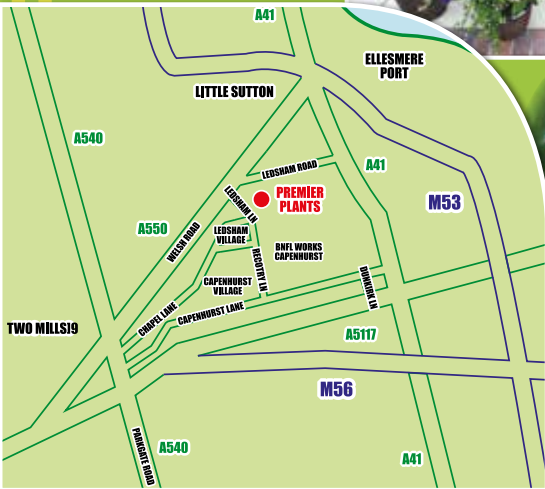 A41
ELLESMERE
PORT
LITTLE SUTTON
A540
LEDSHAM ROAD
A41
PREMIER
PLANTS
LEDSHAM LN
M53
A550
WELSH ROAD
LEDSHAM
VILLAGE
BNFL WORKS
CAPENHURST
RECOTRY LN
DUNKIRK LN
CAPENHURST
VILLAGE
CHAPEL LANE
CAPENHURST LANE
TWO MILLS!9
A5117
M56
PARKGATE ROAD
A540
A41